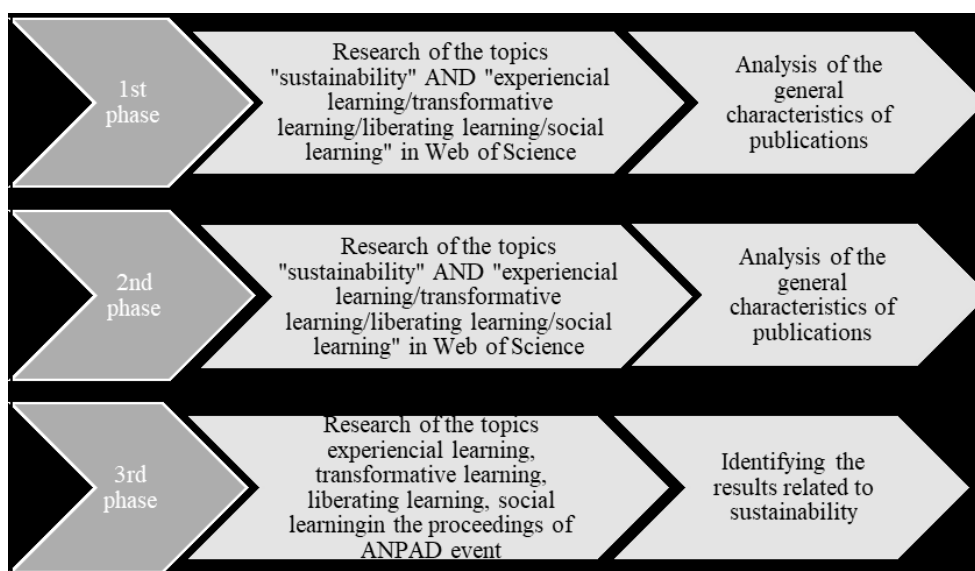 1st
phase
Research of the topics
"sustainability" AND "experiencial
learning/transformative
learning/liberating learning/social
learning" in Web of Science
Analysis of the
general
characteristics of
publications
2nd
phase
Research of the topics
"sustainability" AND "experiencial
learning/transformative
learning/liberating learning/social
learning" in Web of Science
Analysis of the
general
characteristics of
publications
3rd
phase
Research of the topics
experiencial learning,
transformative learning,
liberating learning, social
learningin the proceedings of
ANPAD event
Identifying the
results related to
sustainability